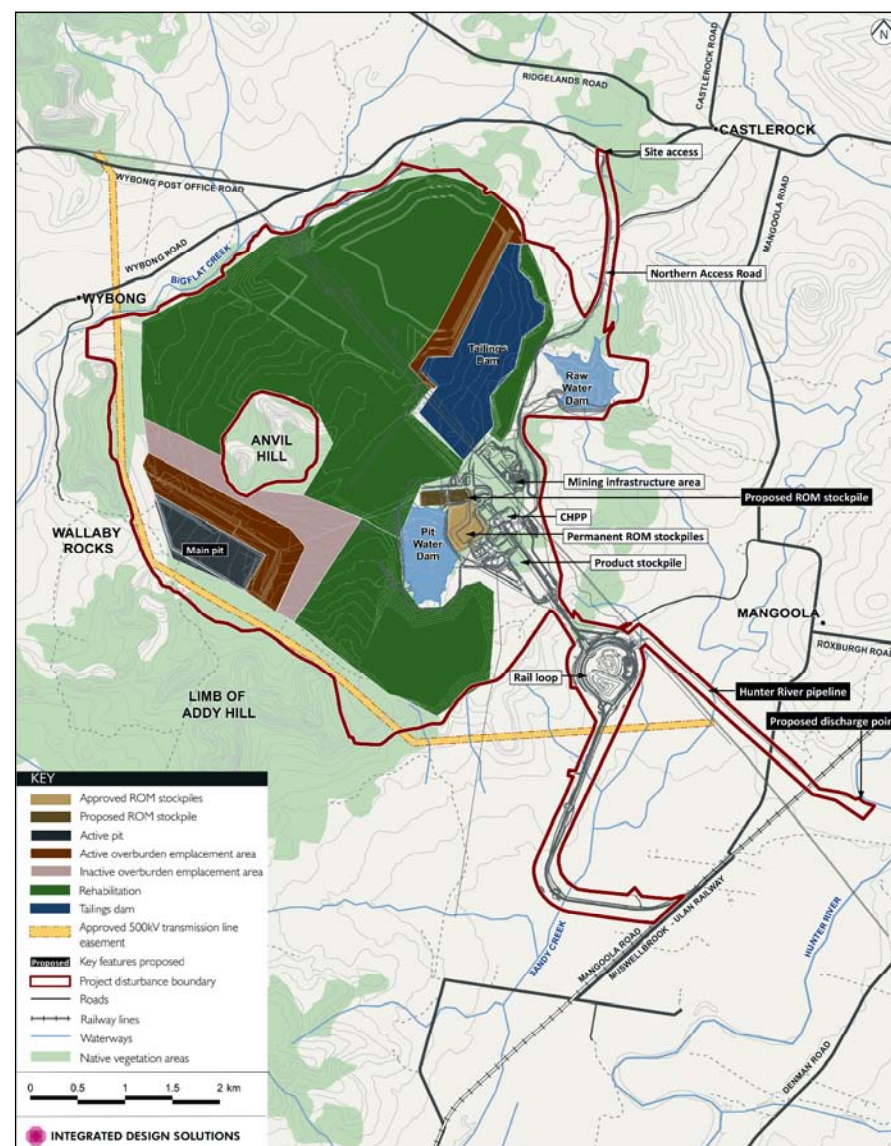 N
RIDGELANDS ROAD
CASTLEROCK ROAD
CASTLEROCK
Site access
WYBONG POST OFFICE ROAD
MANGOOLA ROAD
WYBONG ROAD
BIGFLAT CREEK
Northern Access Road
WYBONG
Tailings
Dam
Raw
Water
Dam
ANVIL
HILL
Mining infrastructure area
Proposed ROM stockpile
CHPP
WALLABY
ROCKS
Main pit
Pit
Water
Dam
Permanent ROM stockpiles
Product stockpile
MANGOOLA
ROXBURGH ROAD
Rail loop
Hunter River pipeline
LIMB OF
ADDY HILL
Proposed discharge poin
KEY
Approved ROM stockpiles
Proposed ROM stockpile
Active pit
Active overburden emplacement area
Inactive overburden emplacement area
Rehabilitation
Tailings dam
Approved 500kV transmission line
easement
Proposed Key features proposed
Project disturbance boundary
Roads
Railway lines
Waterways
Native vegetation areas
SANDY CREEK
MANGOOLA ROAD
MUSWELLBROOK - ULAN RAILWAY
HUNTER RIVER
DENMAN ROAD
0 0.5 1 1.5 2 km
INTEGRATED DESIGN SOLUTIONS